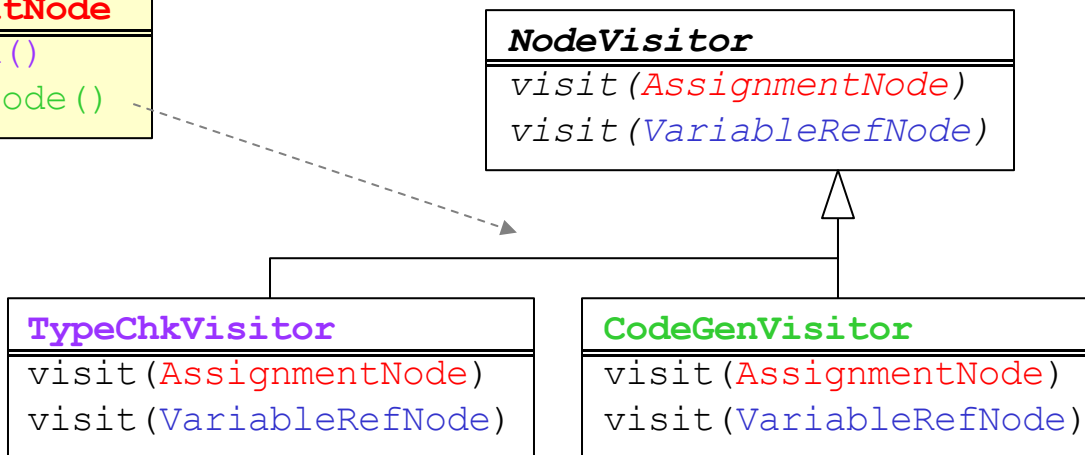 tNode
()
ode()
NodeVisitor
visit(AssignmentNode)
visit(VariableRefNode)
TypeChkVisitor
visit(AssignmentNode)
visit(VariableRefNode)
CodeGenVisitor
visit(AssignmentNode)
visit(VariableRefNode)